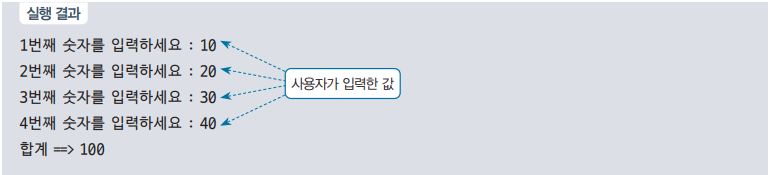 실행 결과
1번째 숫자를 입력하세요 : 10
2번째 숫자를 입력하세요 : 20
사용자가 입력한 값
3번째 숫자를 입력하세요 : 30
4번째 숫자를 입력하세요 : 40
합계 ==> 100